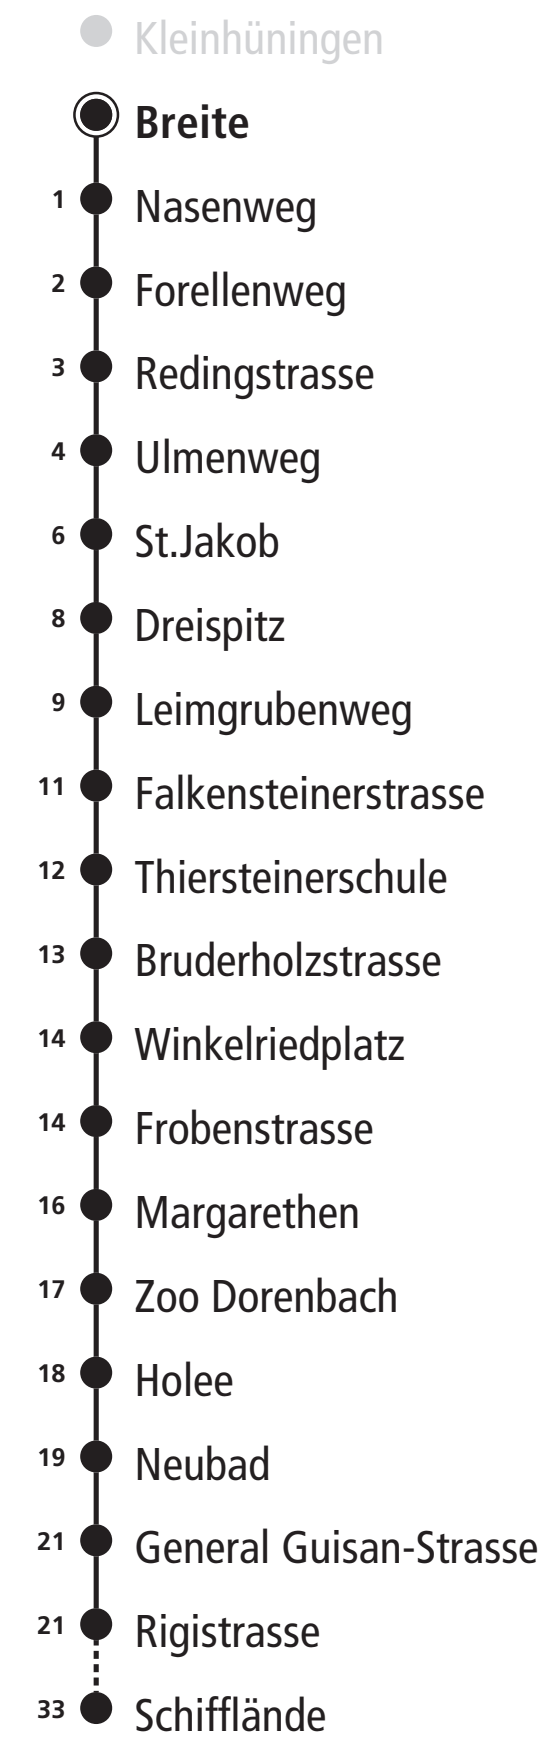 Kleinhüningen
Breite
1 Nasenweg
2 Forellenweg
3 Redingstrasse
4 Ulmenweg
6 St.Jakob
8 Dreispitz
9 Leimgrubenweg
11 Falkensteinerstrasse
12 Thiersteinerschule
13 Bruderholzstrasse
14 Winkelriedplatz
14 Frobenstrasse
16 Margarethen
17 Zoo Dorenbach
18 Holee
19 Neubad
21 General Guisan-Strasse
21 Rigistrasse
33 Schifflände